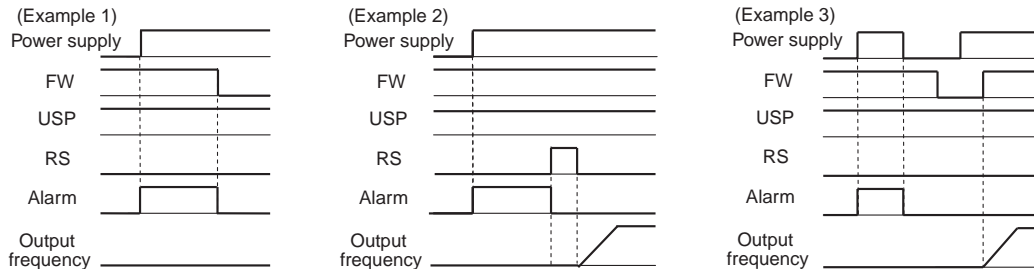 (Example 1)
Power supply
FW
USP
RS
Alarm
Output
frequency
(Example 2)
Power supply
FW
USP
RS
Alarm
Output
frequency
(Example 3)
Power supply
FW
USP
RS
Alarm
Output
frequency